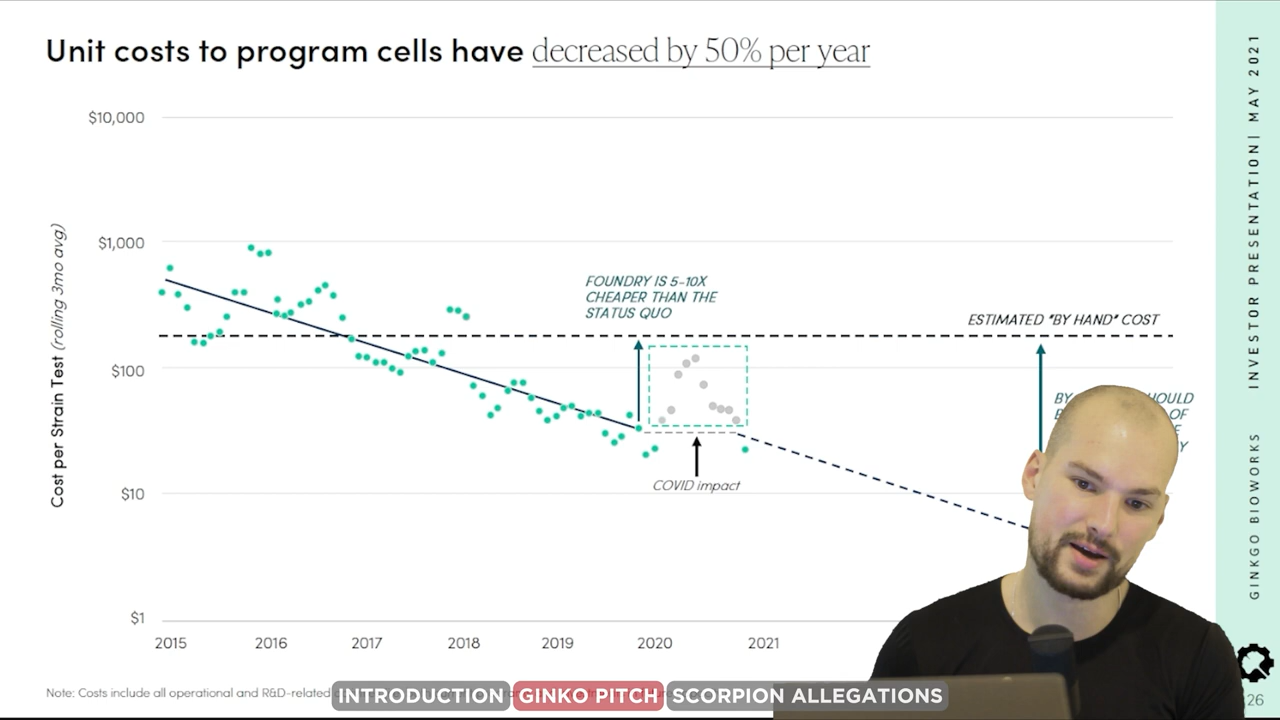 Unit costs to program cells have decreased by 50% per year
$10,000
$1,000
$100
$10
$1
Cost per Strain Test (rolling 3mo avg)
FOUNDRY IS 5-10X
CHEAPER THAN THE
STATUS QUO
ESTIMATED "BY HAND" COST
COVID impact
2015 2016 2017 2018 2019 2020 2021
Note: Costs include all operational and R&D-related
INTRODUCTION GINKO PITCH SCORPION ALLEGATIONS
GINKGO BIOWORKS INVESTOR PRESENTATION| MAY 2021
26